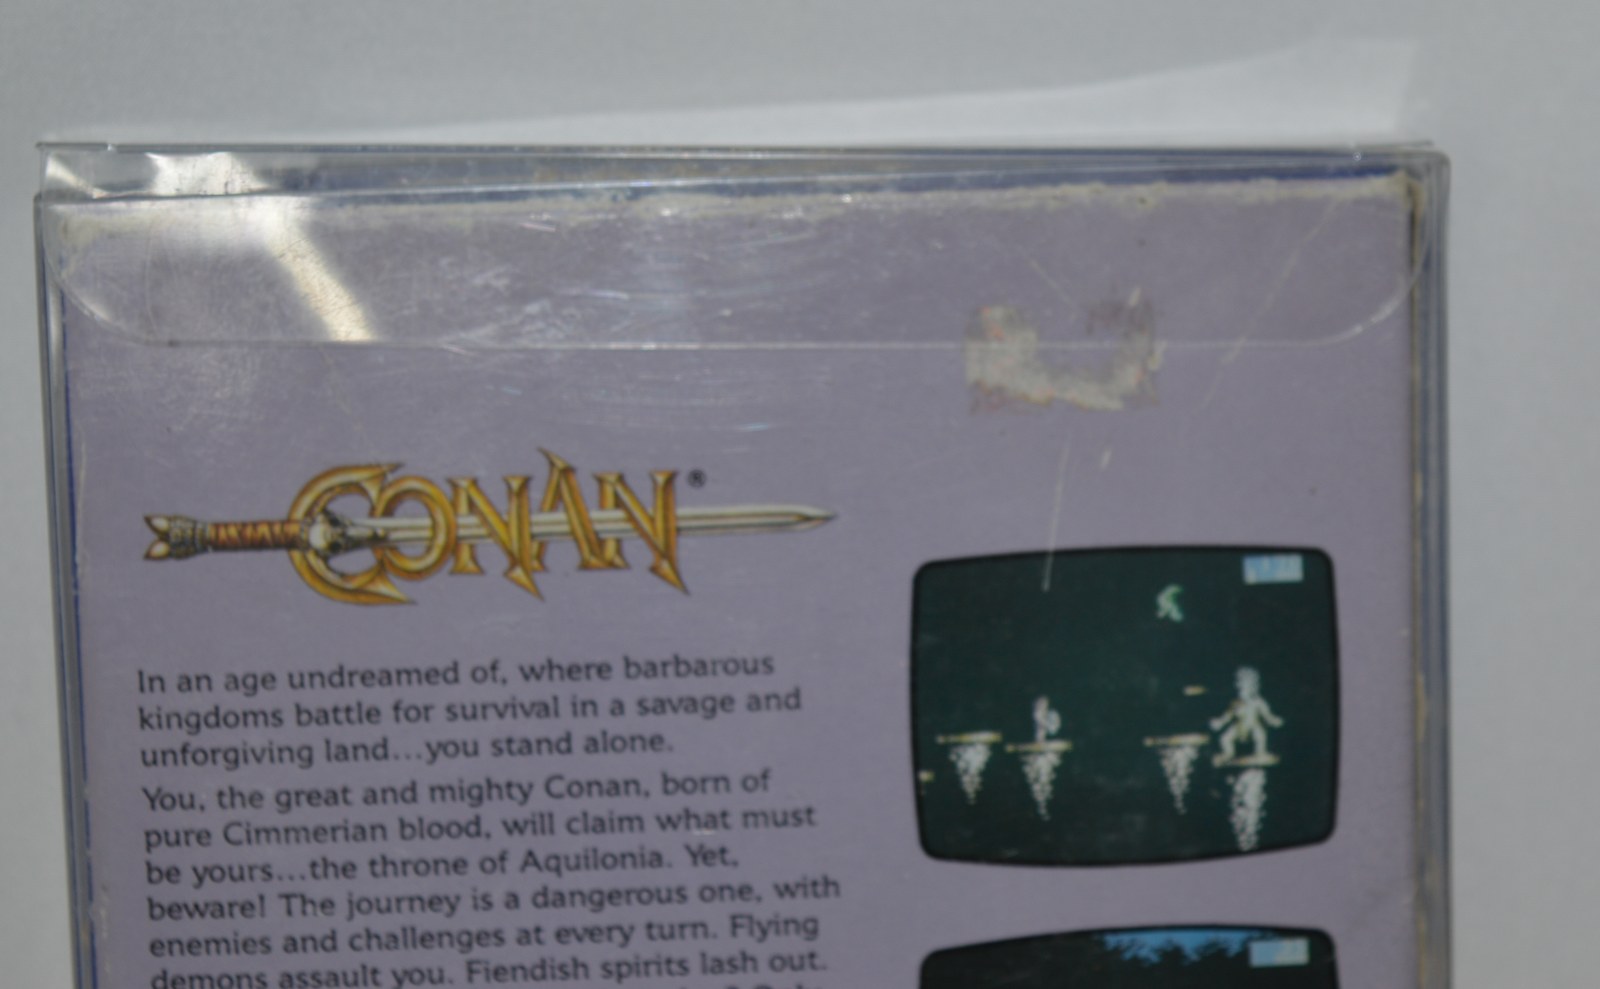 CONAN®
In an age undreamed of, where barbarous
kingdoms battle for survival in a savage and
unforgiving land...you stand alone.
You, the great and mighty Conan, born of
pure Cimmerian blood, will claim what must
be yours...the throne of Aquilonia. Yet,
beware! The journey is a dangerous one, with
enemies and challenges at every turn. Flying
demons assault you. Fiendish spirits lash out.